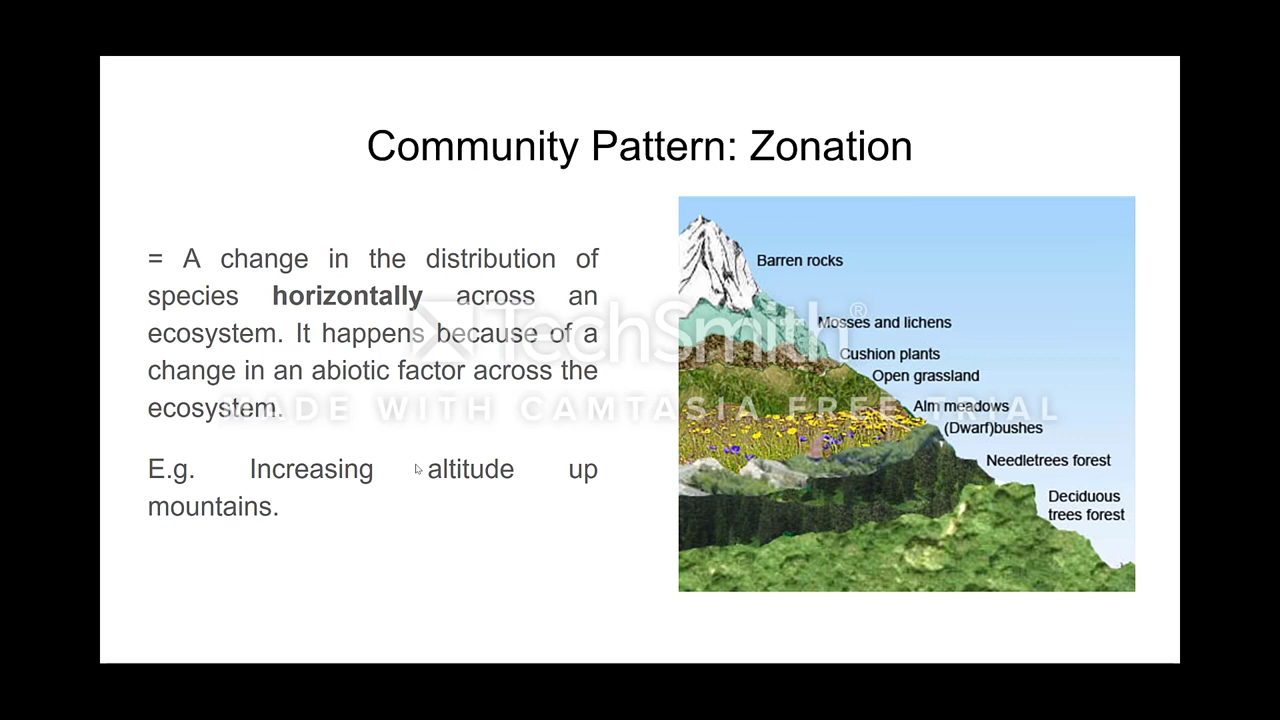 Community Pattern: Zonation
= A change in the distribution of
species horizontally across an
ecosystem. It happens because of a
change in an abiotic factor across the
ecosystem.
E.g. Increasing altitude up
mountains.
Barren rocks
Mosses and lichens
Cushion plants
Open grassland
Alm meadows
(Dwarf)bushes
Needletrees forest
Deciduous
trees forest
TechSmith®
MADE WITH CAMTASIA FREE TRIAL